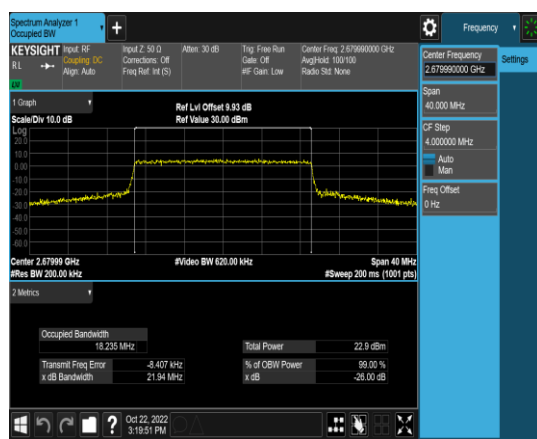 Spectrum Analyzer 1
Occupied BW
Frequency
KEYSIGHT
RL
Input: RF
Coupling: DC
Align: Auto
Input Z: 50 Ω
Corrections: Off
Freq Ref: Int (S)
Atten: 30 dB
Trig: Free Run
Gate: Off
#IF Gain: Low
Center Freq: 2.679990000 GHz
Avg|Hold: 100/100
Radio Std: None
Center Frequency
2.679990000 GHz
Settings
Span
40.000 MHz
CF Step
4.000000 MHz
Auto
Man
Freq Offset
0 Hz
1 Graph
Scale/Div 10.0 dB
Ref Lvl Offset 9.93 dB
Ref Value 30.00 dBm
Log
20.0
10.0
0.00
-10.0
-20.0
-30.0
-40.0
-50.0
-60.0
Center 2.67999 GHz
#Video BW 620.00 kHz
Span 40 MHz
#Res BW 200.00 kHz
#Sweep 200 ms (1001 pts)
2 Metrics
Occupied Bandwidth
18.235 MHz
Total Power
22.9 dBm
Transmit Freq Error
-8.407 kHz
% of OBW Power
99.00 %
x dB Bandwidth
21.94 MHz
x dB
-26.00 dB
?
Oct 22, 2022
3:19:51 PM